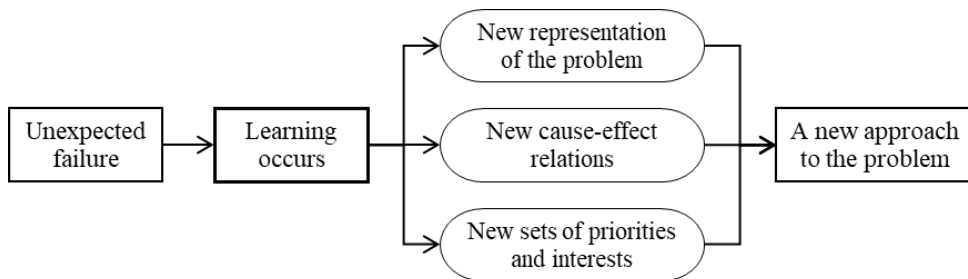 Unexpected
failure
Learning
occurs
New representation
of the problem
New cause-effect
relations
New sets of priorities
and interests
A new approach
to the problem